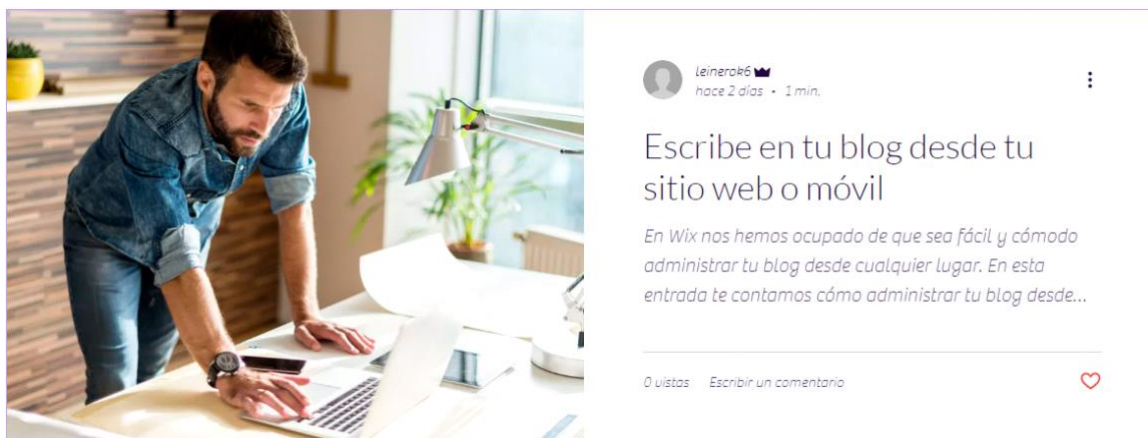 leinerok6
hace 2 días • 1 min.
Escribe en tu blog desde tu
sitio web o móvil
En Wix nos hemos ocupado de que sea fácil y cómodo
administrar tu blog desde cualquier lugar. En esta
entrada te contamos cómo administrar tu blog desde...
0 vistas Escribir un comentario